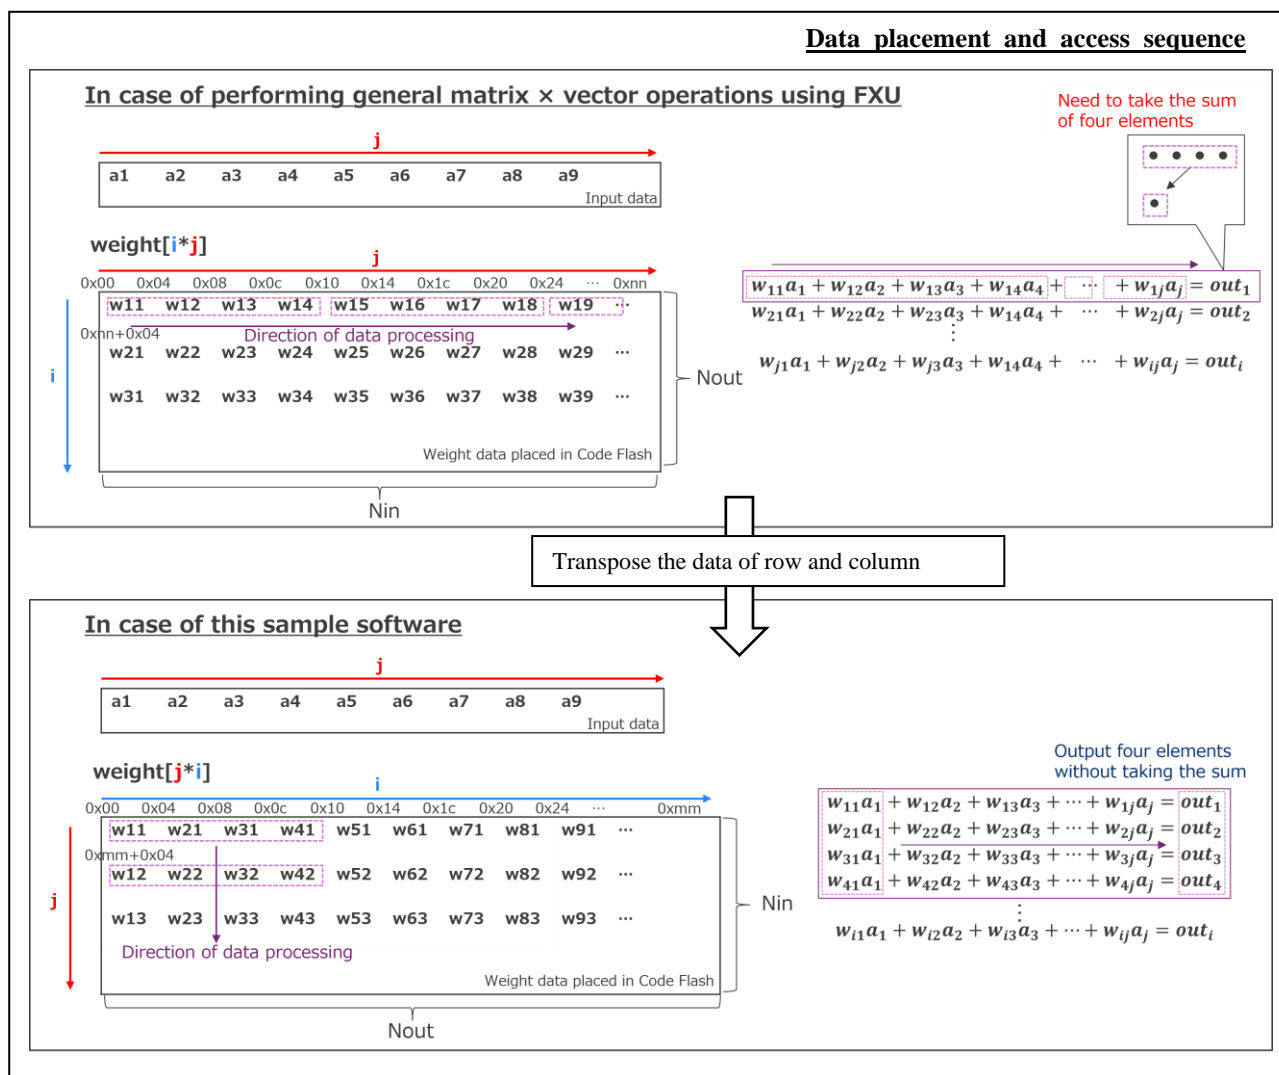 Data placement and access sequence
In case of performing general matrix × vector operations using FXU
Need to take the sum
of four elements
j
a1 a2 a3 a4 a5 a6 a7 a8 a9
Input data
weight[i*j]
j
0x00 0x04 0x08 0x0c 0x10 0x14 0x1c 0x20 0x24 ... 0xnn
w11 w12 w13 w14 w15 w16 w17 w18 w19 ...
0xnn+0x04
Direction of data processing
w21 w22 w23 w24 w25 w26 w27 w28 w29 ...
i
w31 w32 w33 w34 w35 w36 w37 w38 w39 ...
Weight data placed in Code Flash
Nout
Nin
w₁₁a₁ + w₁₂a₂ + w₁₃a₃ + w₁₄a₄ + ⋯ + w₁ⱼaⱼ = out₁
w₂₁a₁ + w₂₂a₂ + w₂₃a₃ + w₁₄a₄ + ⋯ + w₂ⱼaⱼ = out₂
⋮
wⱼ₁a₁ + wⱼ₂a₂ + wⱼ₃a₃ + w₁₄a₄ + ⋯ + wᵢⱼaⱼ = outᵢ
Transpose the data of row and column
In case of this sample software
j
a1 a2 a3 a4 a5 a6 a7 a8 a9
Input data
weight[j*i]
i
0x00 0x04 0x08 0x0c 0x10 0x14 0x1c 0x20 0x24 ... 0xmm
w11 w21 w31 w41 w51 w61 w71 w81 w91 ...
0xmm+0x04
w12 w22 w32 w42 w52 w62 w72 w82 w92 ...
j
w13 w23 w33 w43 w53 w63 w73 w83 w93 ...
Direction of data processing
Weight data placed in Code Flash
Nin
Nout
Output four elements
without taking the sum
w₁₁a₁ + w₁₂a₂ + w₁₃a₃ + ⋯ + w₁ⱼaⱼ = out₁
w₂₁a₁ + w₂₂a₂ + w₂₃a₃ + ⋯ + w₂ⱼaⱼ = out₂
w₃₁a₁ + w₃₂a₂ + w₃₃a₃ + ⋯ + w₃ⱼaⱼ = out₃
w₄₁a₁ + w₄₂a₂ + w₄₃a₃ + ⋯ + w₄ⱼaⱼ = out₄
⋮
wᵢ₁a₁ + wᵢ₂a₂ + wᵢ₃a₃ + ⋯ + wᵢⱼaⱼ = outᵢ